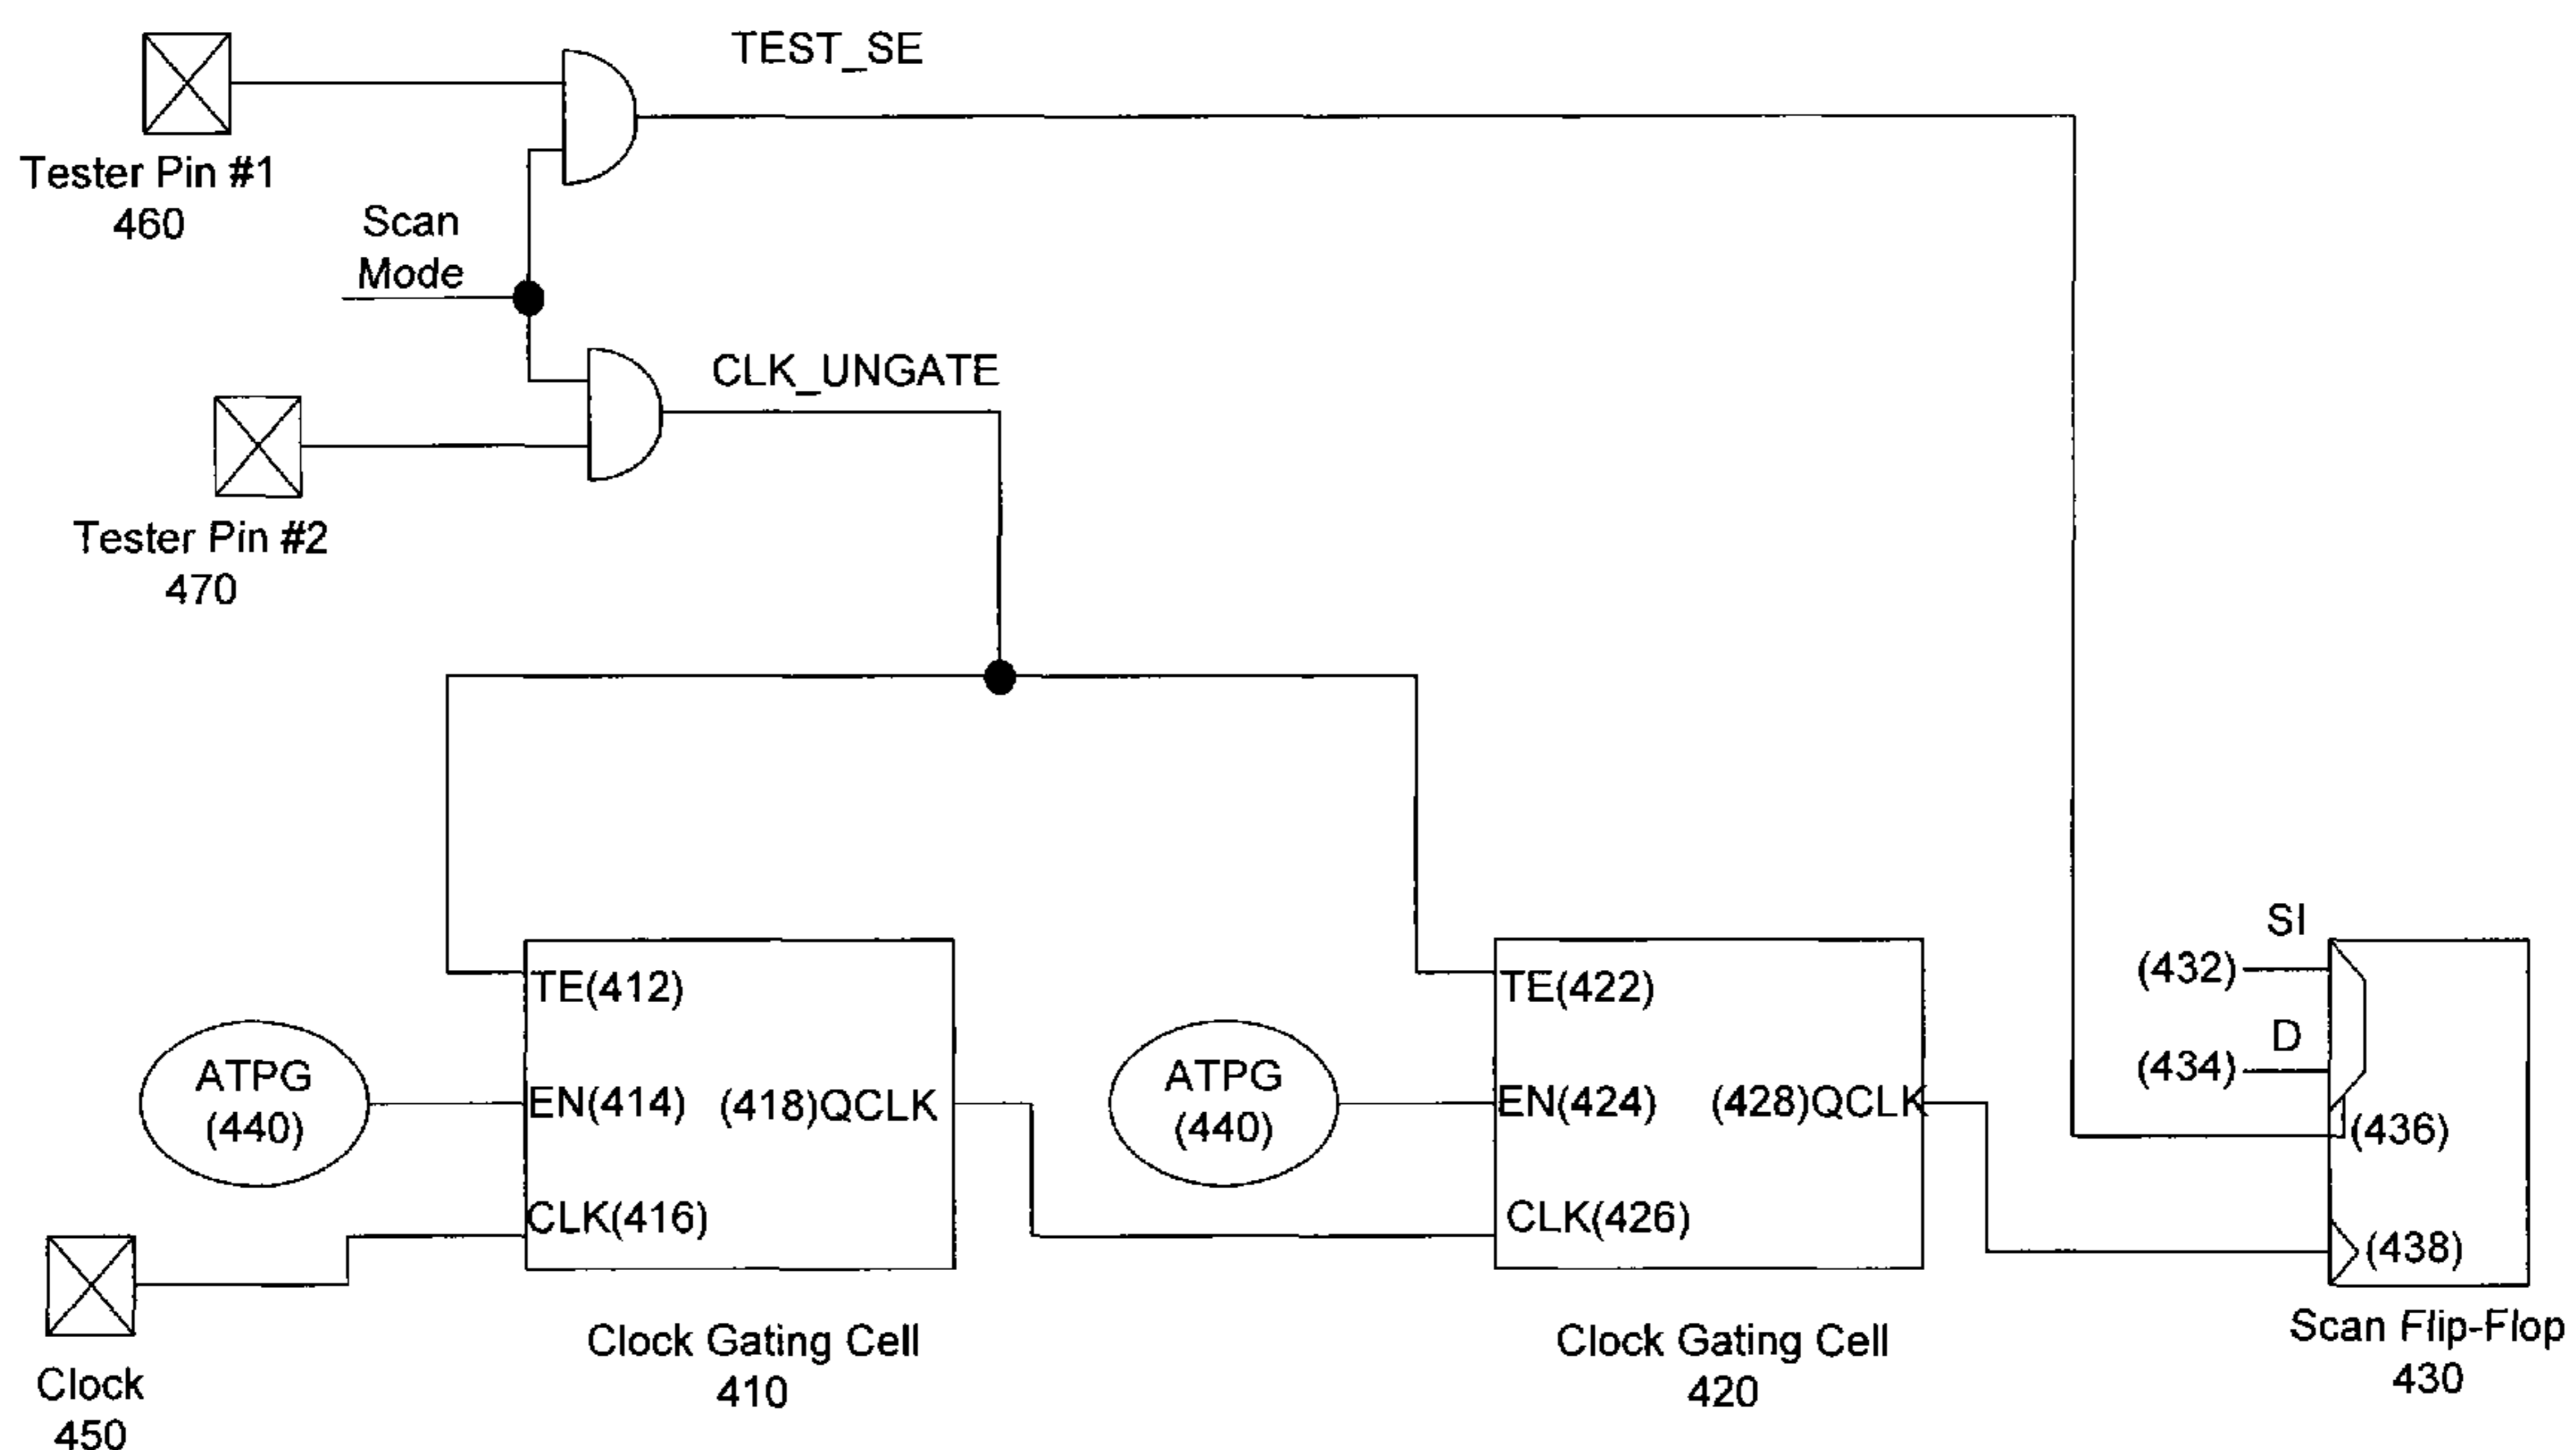 TEST_SE
Tester Pin #1
460
Scan
Mode
CLK_UNGATE
Tester Pin #2
470
SI
(432)
D
(434)
(436)
(438)
TE(412)
EN(414)
(418)QCLK
CLK(416)
ATPG
(440)
TE(422)
EN(424)
(428)QCLK
CLK(426)
ATPG
(440)
Clock Gating Cell
410
Clock Gating Cell
420
Scan Flip-Flop
430
Clock
450